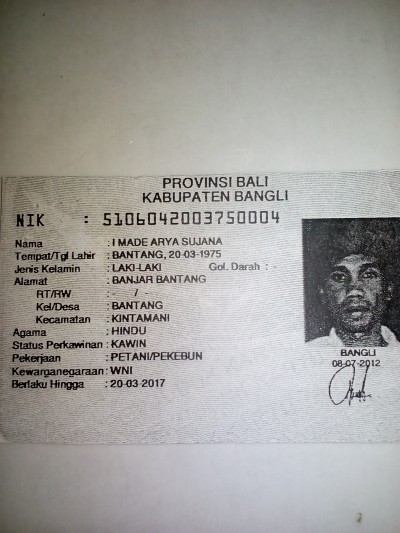 PROVINSI BALI
KABUPATEN BANGLI
NIK : 5106042003750004
Nama : I MADE ARYA SUJANA
Tempat/Tgl Lahir : BANTANG, 20-03-1975
Jenis Kelamin : LAKI-LAKI Gol. Darah : -
Alamat : BANJAR BANTANG
RT/RW : - / -
Kel/Desa : BANTANG
Kecamatan : KINTAMANI
Agama : HINDU
Status Perkawinan : KAWIN
Pekerjaan : PETANI/PEKEBUN
Kewarganegaraan : WNI
Berlaku Hingga : 20-03-2017
BANGLI
08-07-2012